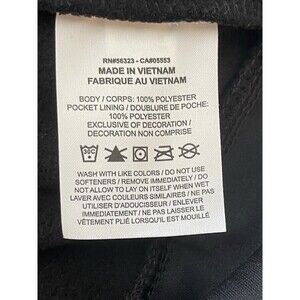 RN#56323 - CA#05553
MADE IN VIETNAM
FABRIQUE AU VIETNAM
BODY / CORPS: 100% POLYESTER
POCKET LINING / DOUBLURE DE POCHE:
100% POLYESTER
EXCLUSIVE OF DECORATION /
DECORATION NON COMPRISE
30C
WASH WITH LIKE COLORS / DO NOT USE
SOFTENERS / REMOVE IMMEDIATELY / DO
NOT ALLOW TO LAY ON ITSELF WHEN WET
LAVER AVEC COULEURS SIMILAIRES / NE PAS
UTILISER D'ADOUCISSEUR / ENLEVER
IMMEDIATEMENT / NE PAS LAISSER LE
VÊTEMENT PLIÉ LORSQU'IL EST MOUILLÉ